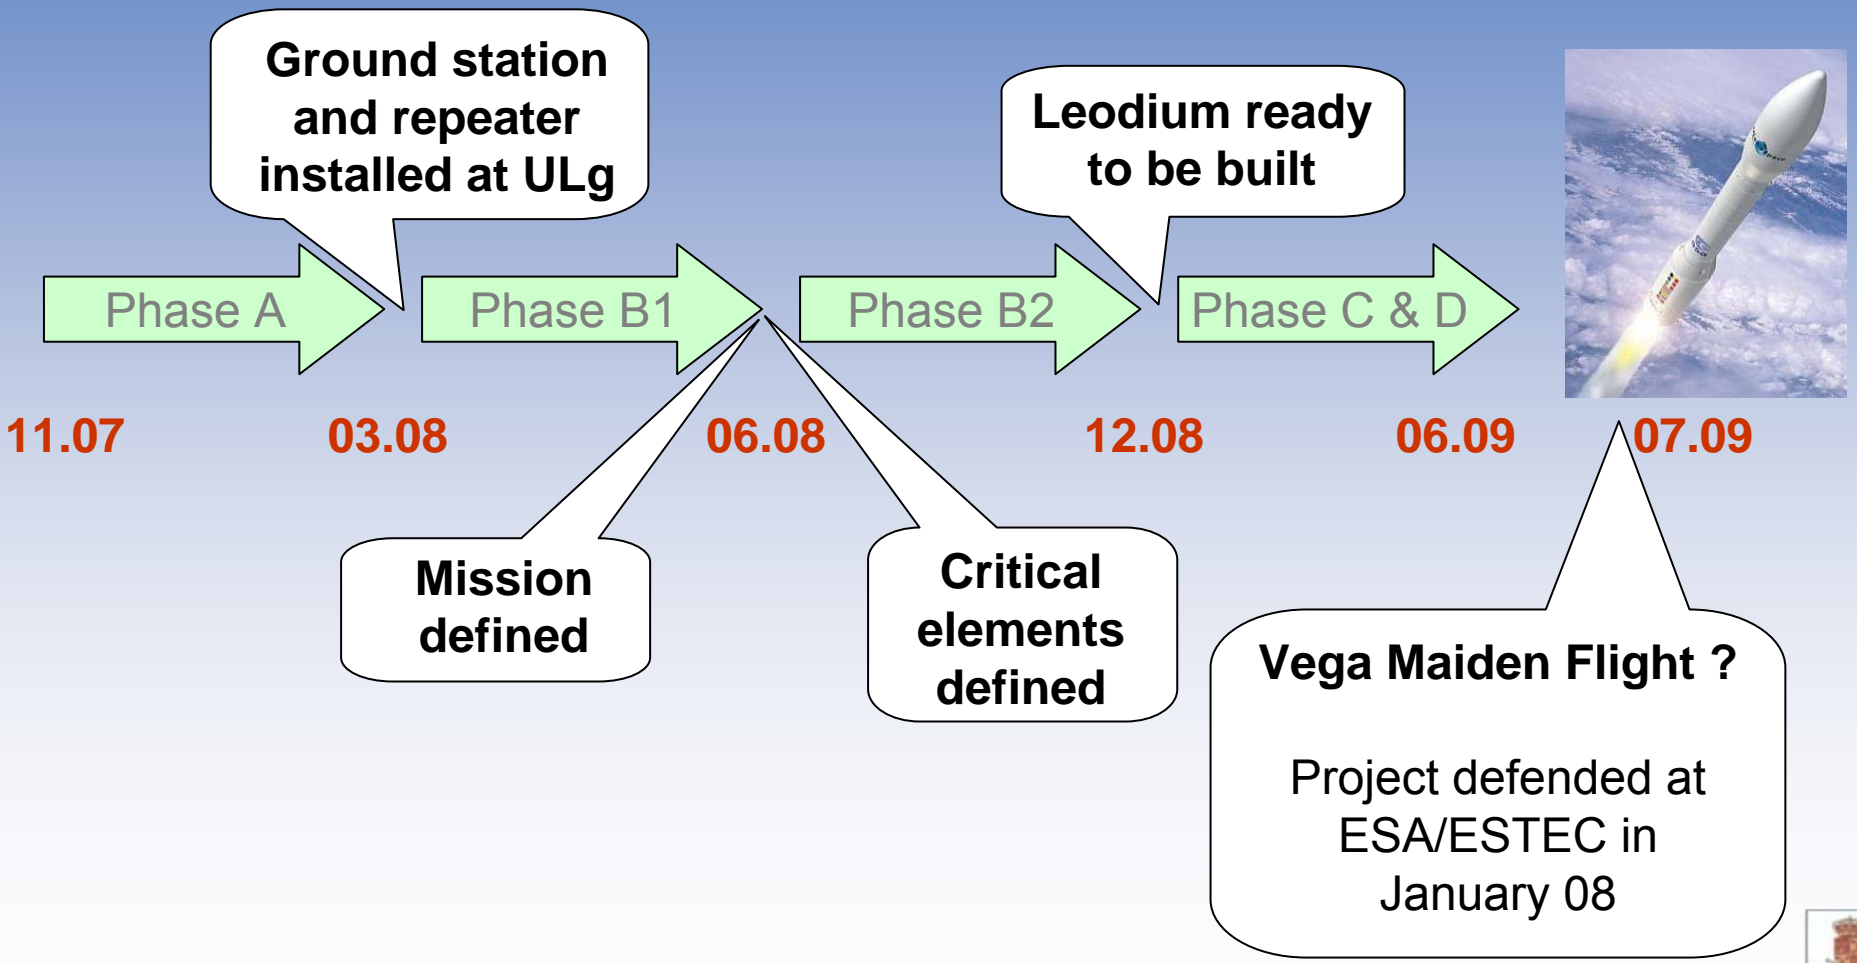 Ground station
and repeater
installed at ULg
Leodium ready
to be built
Phase A
Phase B1
Phase B2
Phase C & D
11.07
03.08
06.08
12.08
06.09
07.09
Mission
defined
Critical
elements
defined
Vega Maiden Flight ?
Project defended at
ESA/ESTEC in
January 08